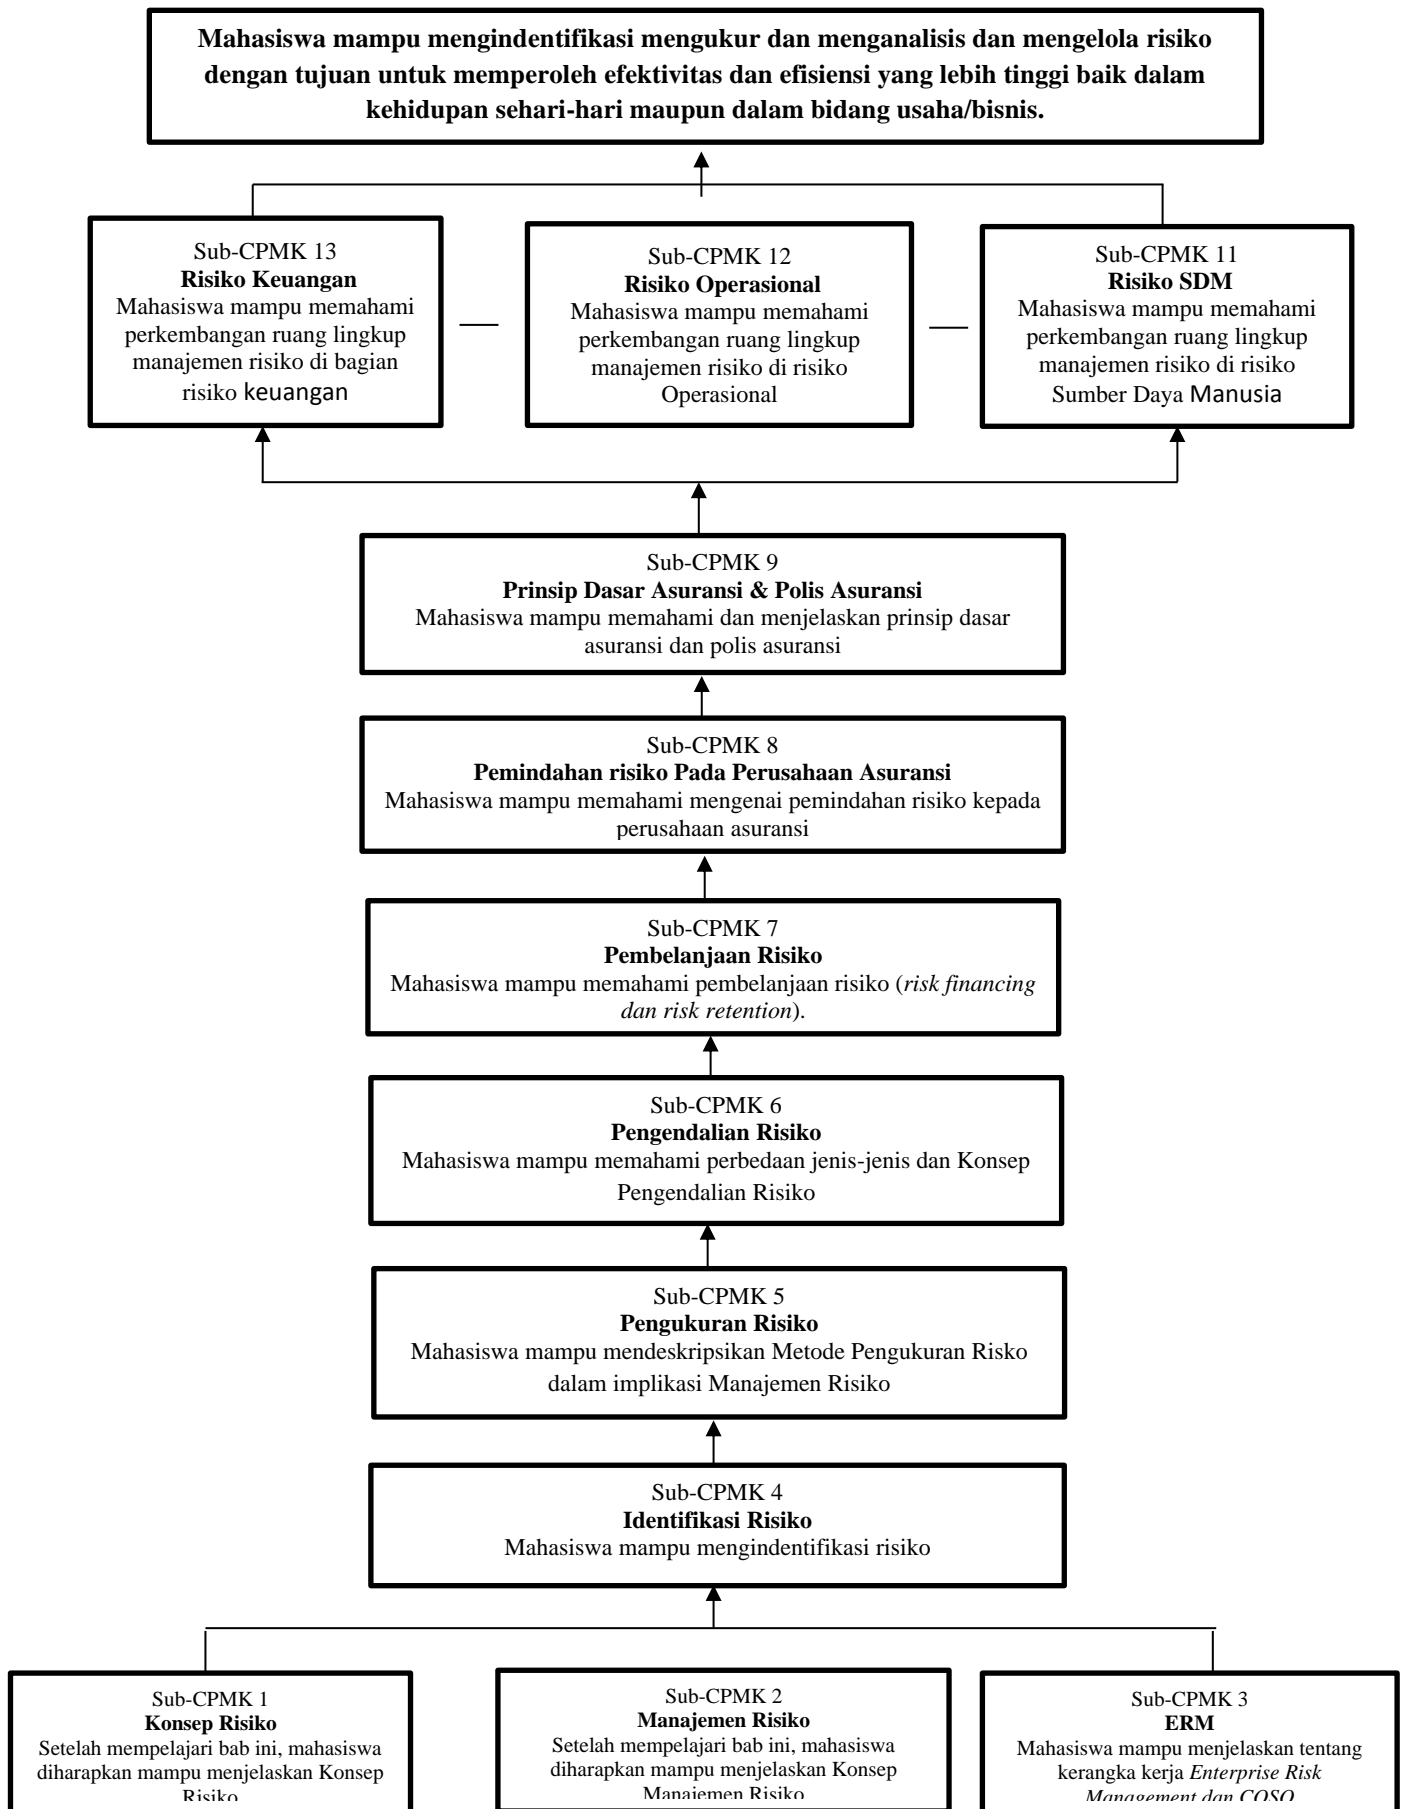 Mahasiswa mampu mengindentifikasi mengukur dan menganalisis dan mengelola risiko
dengan tujuan untuk memperoleh efektivitas dan efisiensi yang lebih tinggi baik dalam
kehidupan sehari-hari maupun dalam bidang usaha/bisnis.
Sub-CPMK 13
Risiko Keuangan
Mahasiswa mampu memahami
perkembangan ruang lingkup
manajemen risiko di bagian
risiko keuangan
Sub-CPMK 12
Risiko Operasional
Mahasiswa mampu memahami
perkembangan ruang lingkup
manajemen risiko di risiko
Operasional
Sub-CPMK 11
Risiko SDM
Mahasiswa mampu memahami
perkembangan ruang lingkup
manajemen risiko di risiko
Sumber Daya Manusia
Sub-CPMK 9
Prinsip Dasar Asuransi & Polis Asuransi
Mahasiswa mampu memahami dan menjelaskan prinsip dasar
asuransi dan polis asuransi
Sub-CPMK 8
Pemindahan risiko Pada Perusahaan Asuransi
Mahasiswa mampu memahami mengenai pemindahan risiko kepada
perusahaan asuransi
Sub-CPMK 7
Pembelanjaan Risiko
Mahasiswa mampu memahami pembelanjaan risiko (risk financing
dan risk retention).
Sub-CPMK 6
Pengendalian Risiko
Mahasiswa mampu memahami perbedaan jenis-jenis dan Konsep
Pengendalian Risiko
Sub-CPMK 5
Pengukuran Risiko
Mahasiswa mampu mendeskripsikan Metode Pengukuran Risko
dalam implikasi Manajemen Risiko
Sub-CPMK 4
Identifikasi Risiko
Mahasiswa mampu mengindentifikasi risiko
Sub-CPMK 1
Konsep Risiko
Setelah mempelajari bab ini, mahasiswa
diharapkan mampu menjelaskan Konsep
Risiko
Sub-CPMK 2
Manajemen Risiko
Setelah mempelajari bab ini, mahasiswa
diharapkan mampu menjelaskan Konsep
Manajemen Risiko
Sub-CPMK 3
ERM
Mahasiswa mampu menjelaskan tentang
kerangka kerja Enterprise Risk
Management dan COSO